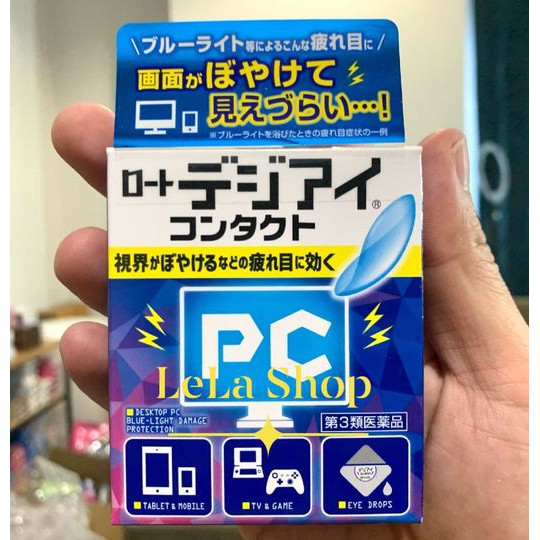 ブルーライト等によるこんな疲れ目に
画面がぼやけて
見えづらい…!
※ブルーライトを浴びたときの疲れ目症状の一例
ロートデジアイ®
コンタクト
視界がぼやけるなどの疲れ目に効く
PC
LeLa Shop
DESKTOP PC
BLUE-LIGHT DAMAGE
PROTECTION
第3類医薬品
TABLET & MOBILE
TV & GAME
EYE DROPS